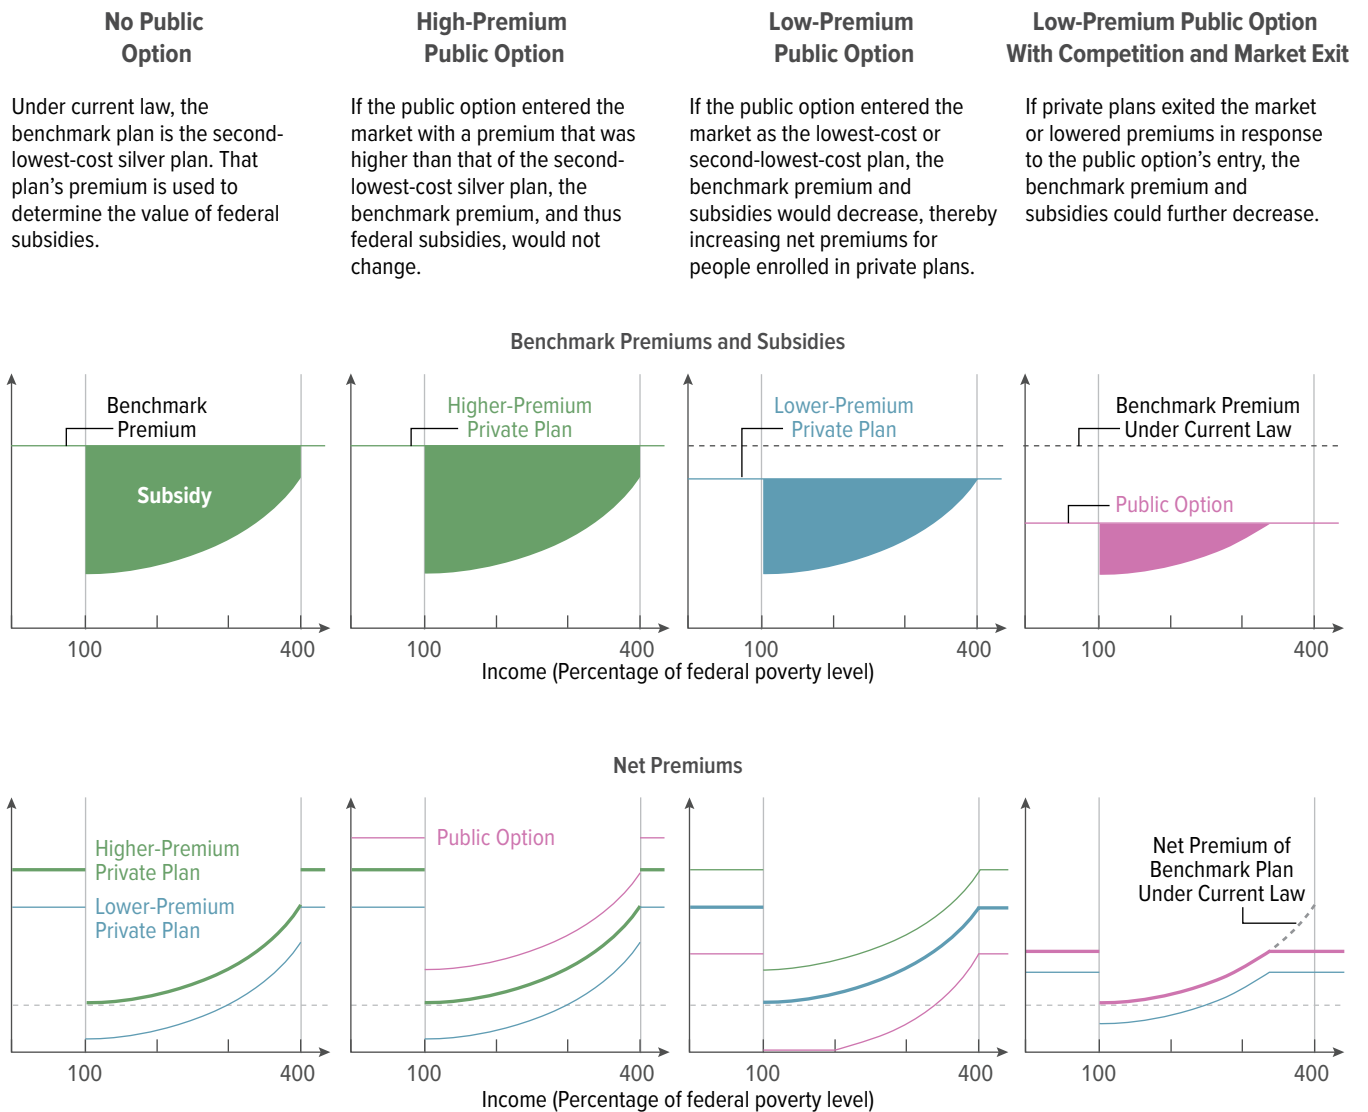 No Public
Option
Under current law, the
benchmark plan is the second-
lowest-cost silver plan. That
plan’s premium is used to
determine the value of federal
subsidies.
High-Premium
Public Option
If the public option entered the
market with a premium that was
higher than that of the second-
lowest-cost silver plan, the
benchmark premium, and thus
federal subsidies, would not
change.
Low-Premium
Public Option
If the public option entered the
market as the lowest-cost or
second-lowest-cost plan, the
benchmark premium and
subsidies would decrease, thereby
increasing net premiums for
people enrolled in private plans.
Low-Premium Public Option
With Competition and Market Exit
If private plans exited the market
or lowered premiums in response
to the public option’s entry, the
benchmark premium and
subsidies could further decrease.
Benchmark Premiums and Subsidies
Benchmark
Premium
Subsidy
100 400
Higher-Premium
Private Plan
100 400
Lower-Premium
Private Plan
100 400
Benchmark Premium
Under Current Law
Public Option
100 400
Income (Percentage of federal poverty level)
Net Premiums
Higher-Premium
Private Plan
Lower-Premium
Private Plan
100 400
Public Option
100 400
100 400
Net Premium of
Benchmark Plan
Under Current Law
100 400
Income (Percentage of federal poverty level)